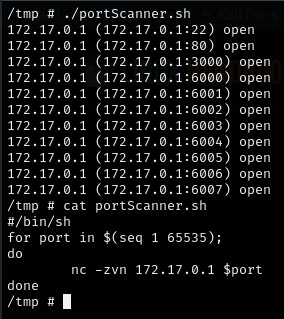 /tmp # ./portScanner.sh
172.17.0.1 (172.17.0.1:22) open
172.17.0.1 (172.17.0.1:80) open
172.17.0.1 (172.17.0.1:3000) open
172.17.0.1 (172.17.0.1:6000) open
172.17.0.1 (172.17.0.1:6001) open
172.17.0.1 (172.17.0.1:6002) open
172.17.0.1 (172.17.0.1:6003) open
172.17.0.1 (172.17.0.1:6004) open
172.17.0.1 (172.17.0.1:6005) open
172.17.0.1 (172.17.0.1:6006) open
172.17.0.1 (172.17.0.1:6007) open
/tmp # cat portScanner.sh
#/bin/sh
for port in $(seq 1 65535);
do
        nc -zvn 172.17.0.1 $port
done
/tmp #